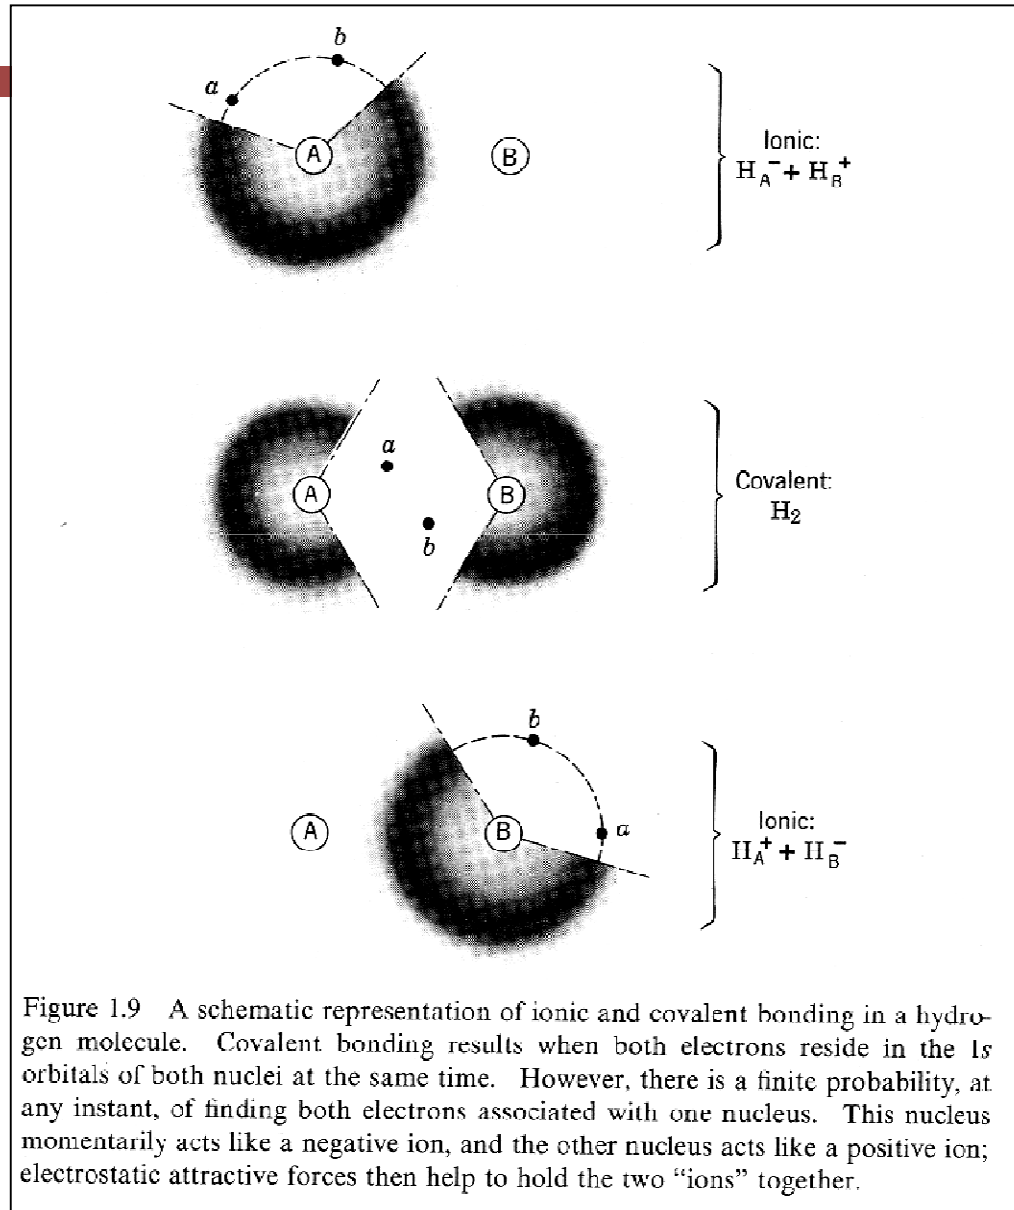 b
a
A
B
Ionic:
H_A^- + H_B^+
a
A
B
b
Covalent:
H_2
b
A
B
a
Ionic:
H_A^+ + H_B^-
Figure 1.9 A schematic representation of ionic and covalent bonding in a hydro-
gen molecule. Covalent bonding results when both electrons reside in the 1s
orbitals of both nuclei at the same time. However, there is a finite probability, at
any instant, of finding both electrons associated with one nucleus. This nucleus
momentarily acts like a negative ion, and the other nucleus acts like a positive ion;
electrostatic attractive forces then help to hold the two “ions” together.